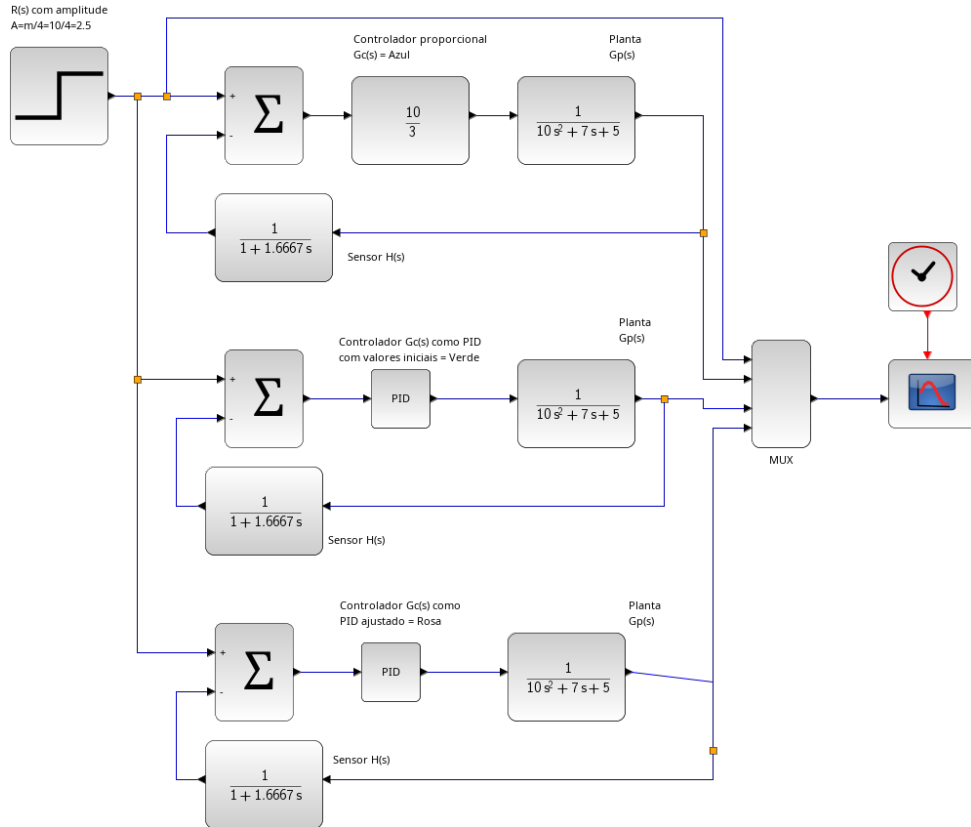 R(s) com amplitude
A=m/4=10/4=2.5
Controlador proporcional
Gc(s) = Azul
Planta
Gp(s)
+
-
Σ
10
3
1
10 s² + 7 s + 5
1
1 + 1.6667 s
Sensor H(s)
Controlador Gc(s) como PID
com valores iniciais = Verde
Planta
Gp(s)
+
-
Σ
PID
1
10 s² + 7 s + 5
MUX
1
1 + 1.6667 s
Sensor H(s)
Controlador Gc(s) como
PID ajustado = Rosa
Planta
Gp(s)
+
-
Σ
PID
1
10 s² + 7 s + 5
Sensor H(s)
1
1 + 1.6667 s